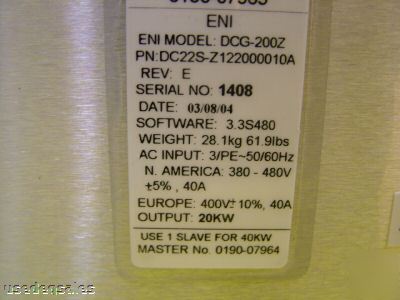 ENI
ENI MODEL: DCG-200Z
PN:DC22S-Z122000010A
REV: E
SERIAL NO: 1408
DATE: 03/08/04
SOFTWARE: 3.3S480
WEIGHT: 28.1kg 61.9lbs
AC INPUT: 3/PE~50/60Hz
N. AMERICA: 380 - 480V
±5% , 40A
EUROPE: 400V± 10%, 40A
OUTPUT: 20KW
USE 1 SLAVE FOR 40KW
MASTER No. 0190-07964
usedeqsales